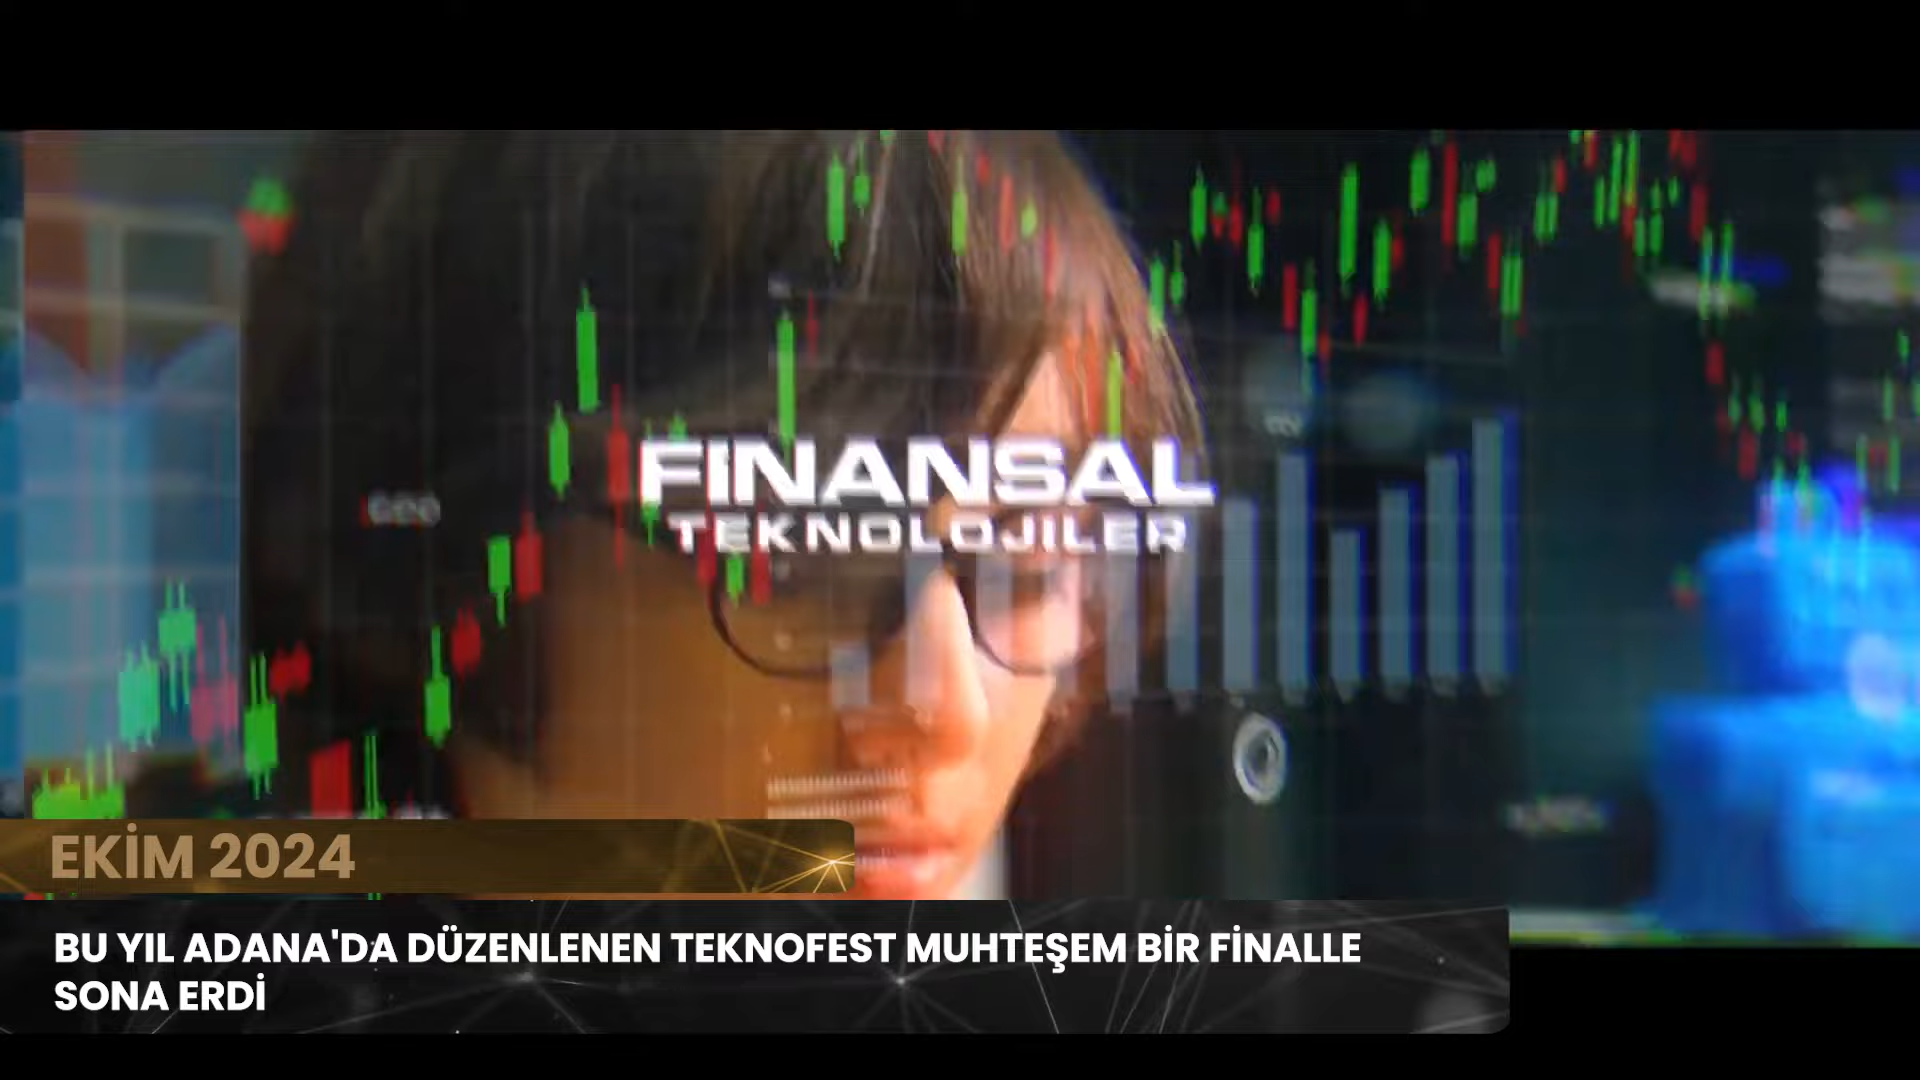 FINANSAL
TEKNOLOJILER
EKİM 2024
BU YIL ADANA'DA DÜZENLENEN TEKNOFEST MUHTEŞEM BİR FİNALLE
SONA ERDİ